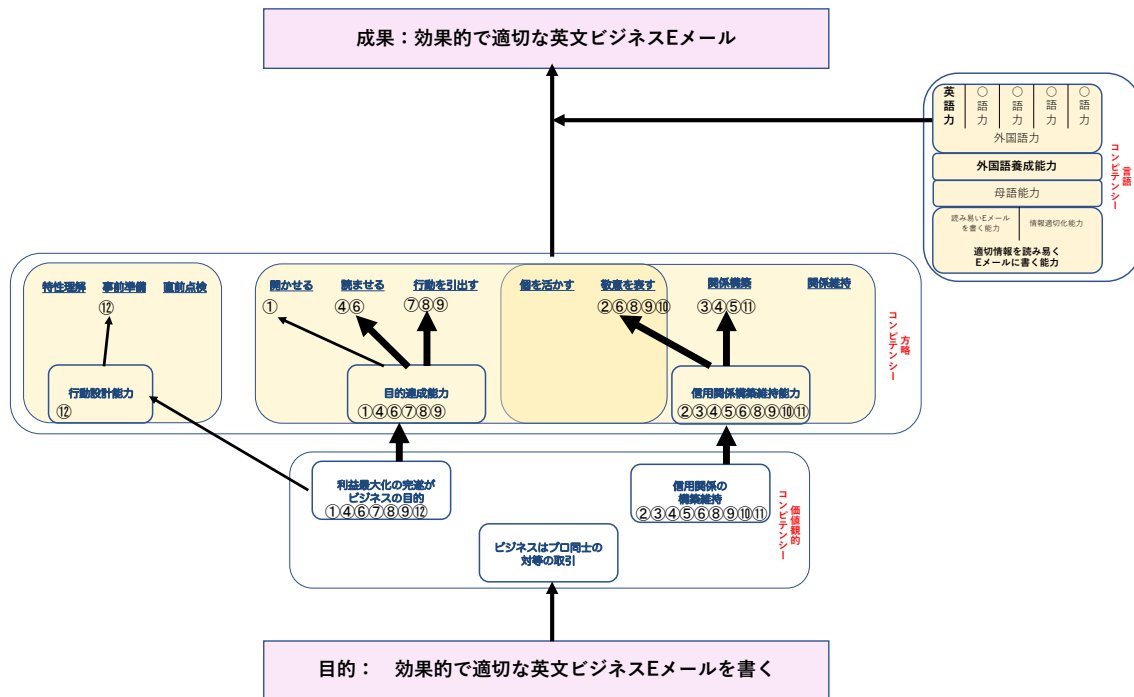 成果：効果的で適切な英文ビジネスEメール
英語力
〇語力
〇語力
〇語力
〇語力
外国語力
外国語養成能力
母語能力
読み易いEメール
を書く能力
情報適切化能力
適切情報を読み易く
Eメールに書く能力
言語
コンピテンシー
特性理解 事前準備 直前点検
⑫
行動設計能力
⑫
開かせる 読ませる 行動を引出す
① ④⑥ ⑦⑧⑨
目的達成能力
①④⑥⑦⑧⑨
個を活かす 敬意を表す 関係構築 関係維持
②⑥⑧⑨⑩ ③④⑤⑪
信用関係構築維持能力
②③④⑤⑥⑧⑨⑩⑪
方略
コンピテンシー
利益最大化の完遂が
ビジネスの目的
①④⑥⑦⑧⑨⑫
信用関係の
構築維持
②③④⑤⑥⑧⑨⑩⑪
ビジネスはプロ同士の
対等の取引
価値観的
コンピテンシー
目的： 効果的で適切な英文ビジネスEメールを書く